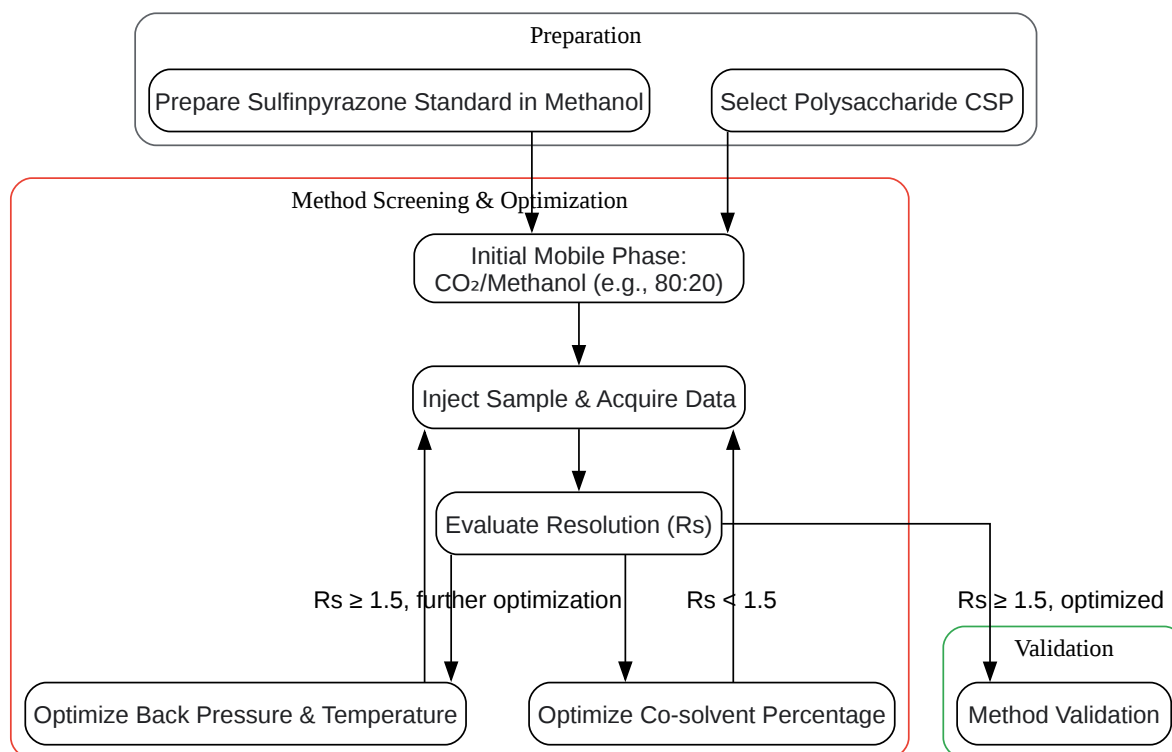 Preparation
Prepare Sulfinpyrazone Standard in Methanol
Select Polysaccharide CSP
Method Screening & Optimization
Initial Mobile Phase:
CO₂/Methanol (e.g., 80:20)
Inject Sample & Acquire Data
Evaluate Resolution (Rs)
Rs ≥ 1.5, further optimization
Rs < 1.5
Rs ≥ 1.5, optimized
Validation
Optimize Back Pressure & Temperature
Optimize Co-solvent Percentage
Method Validation